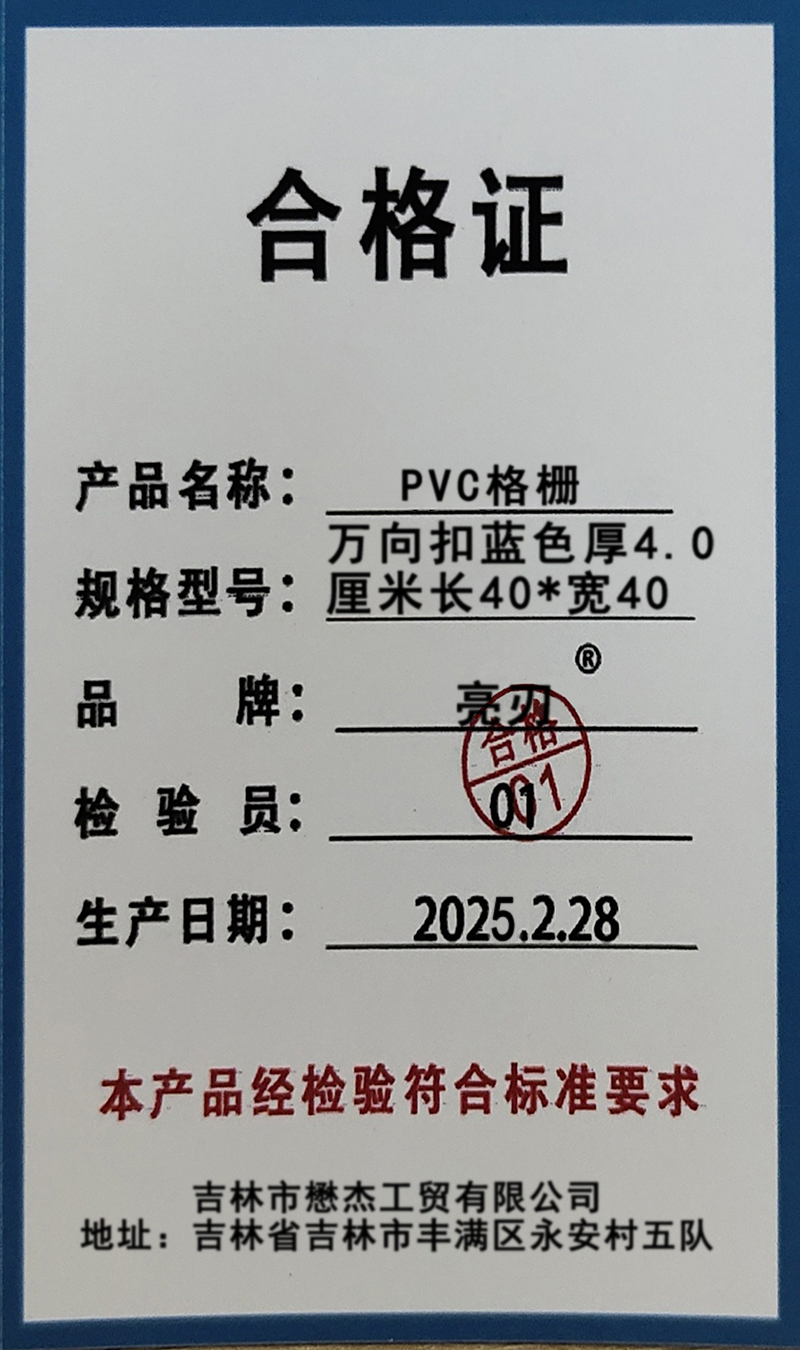 合格证
产品名称： PVC格栅
万向扣蓝色厚4.0
规格型号： 厘米长40*宽40
®
品 牌： 亮刃
合格
01
检 验 员： 01
生产日期： 2025.2.28
本产品经检验符合标准要求
吉林市懋杰工贸有限公司
地址：吉林省吉林市丰满区永安村五队